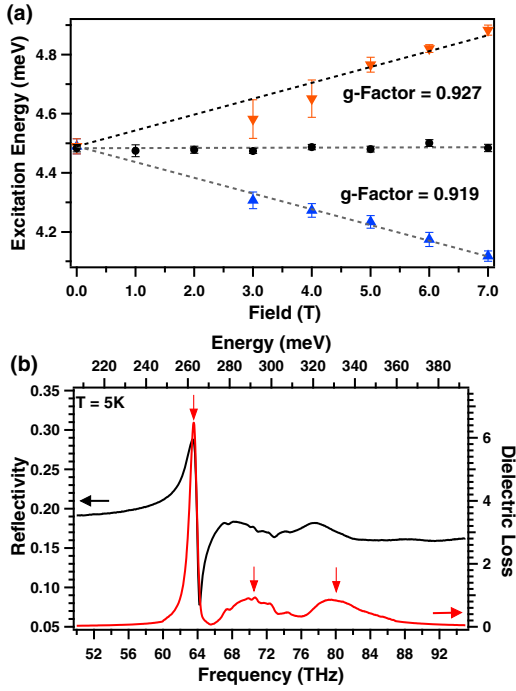 (a)
Excitation Energy (meV)
4.8
4.6
4.4
4.2
g-Factor = 0.927
g-Factor = 0.919
0.0 1.0 2.0 3.0 4.0 5.0 6.0 7.0
Field (T)
(b)
Energy (meV)
220 240 260 280 300 320 340 360 380
T = 5K
Reflectivity
0.35
0.30
0.25
0.20
0.15
0.10
0.05
6
4
2
0
Dielectric Loss
52 56 60 64 68 72 76 80 84 88 92
Frequency (THz)